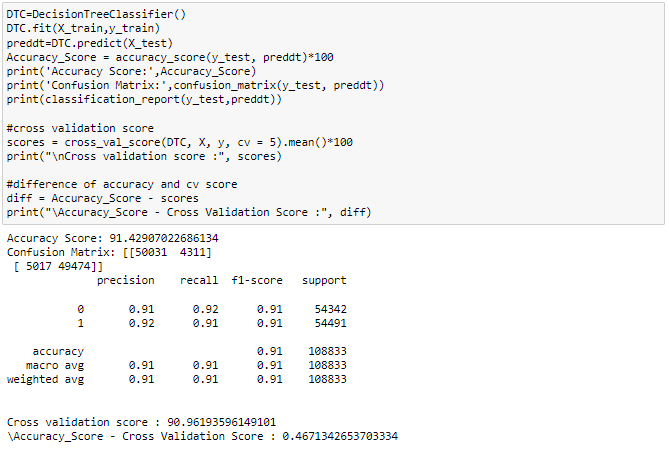 DTC=DecisionTreeClassifier()
DTC.fit(X_train,y_train)
preddt=DTC.predict(X_test)
Accuracy_Score = accuracy_score(y_test, preddt)*100
print('Accuracy Score:',Accuracy_Score)
print('Confusion Matrix:',confusion_matrix(y_test, preddt))
print(classification_report(y_test,preddt))

#cross validation score
scores = cross_val_score(DTC, X, y, cv = 5).mean()*100
print("\nCross validation score :", scores)

#difference of accuracy and cv score
diff = Accuracy_Score - scores
print("\Accuracy_Score - Cross Validation Score :", diff)
Accuracy Score: 91.42907022686134
Confusion Matrix: [[50031  4311]
 [ 5017 49474]]
              precision    recall  f1-score   support

           0       0.91      0.92      0.91     54342
           1       0.92      0.91      0.91     54491

    accuracy                           0.91    108833
   macro avg       0.91      0.91      0.91    108833
weighted avg       0.91      0.91      0.91    108833

Cross validation score : 90.96193596149101
\Accuracy_Score - Cross Validation Score : 0.4671342653703334